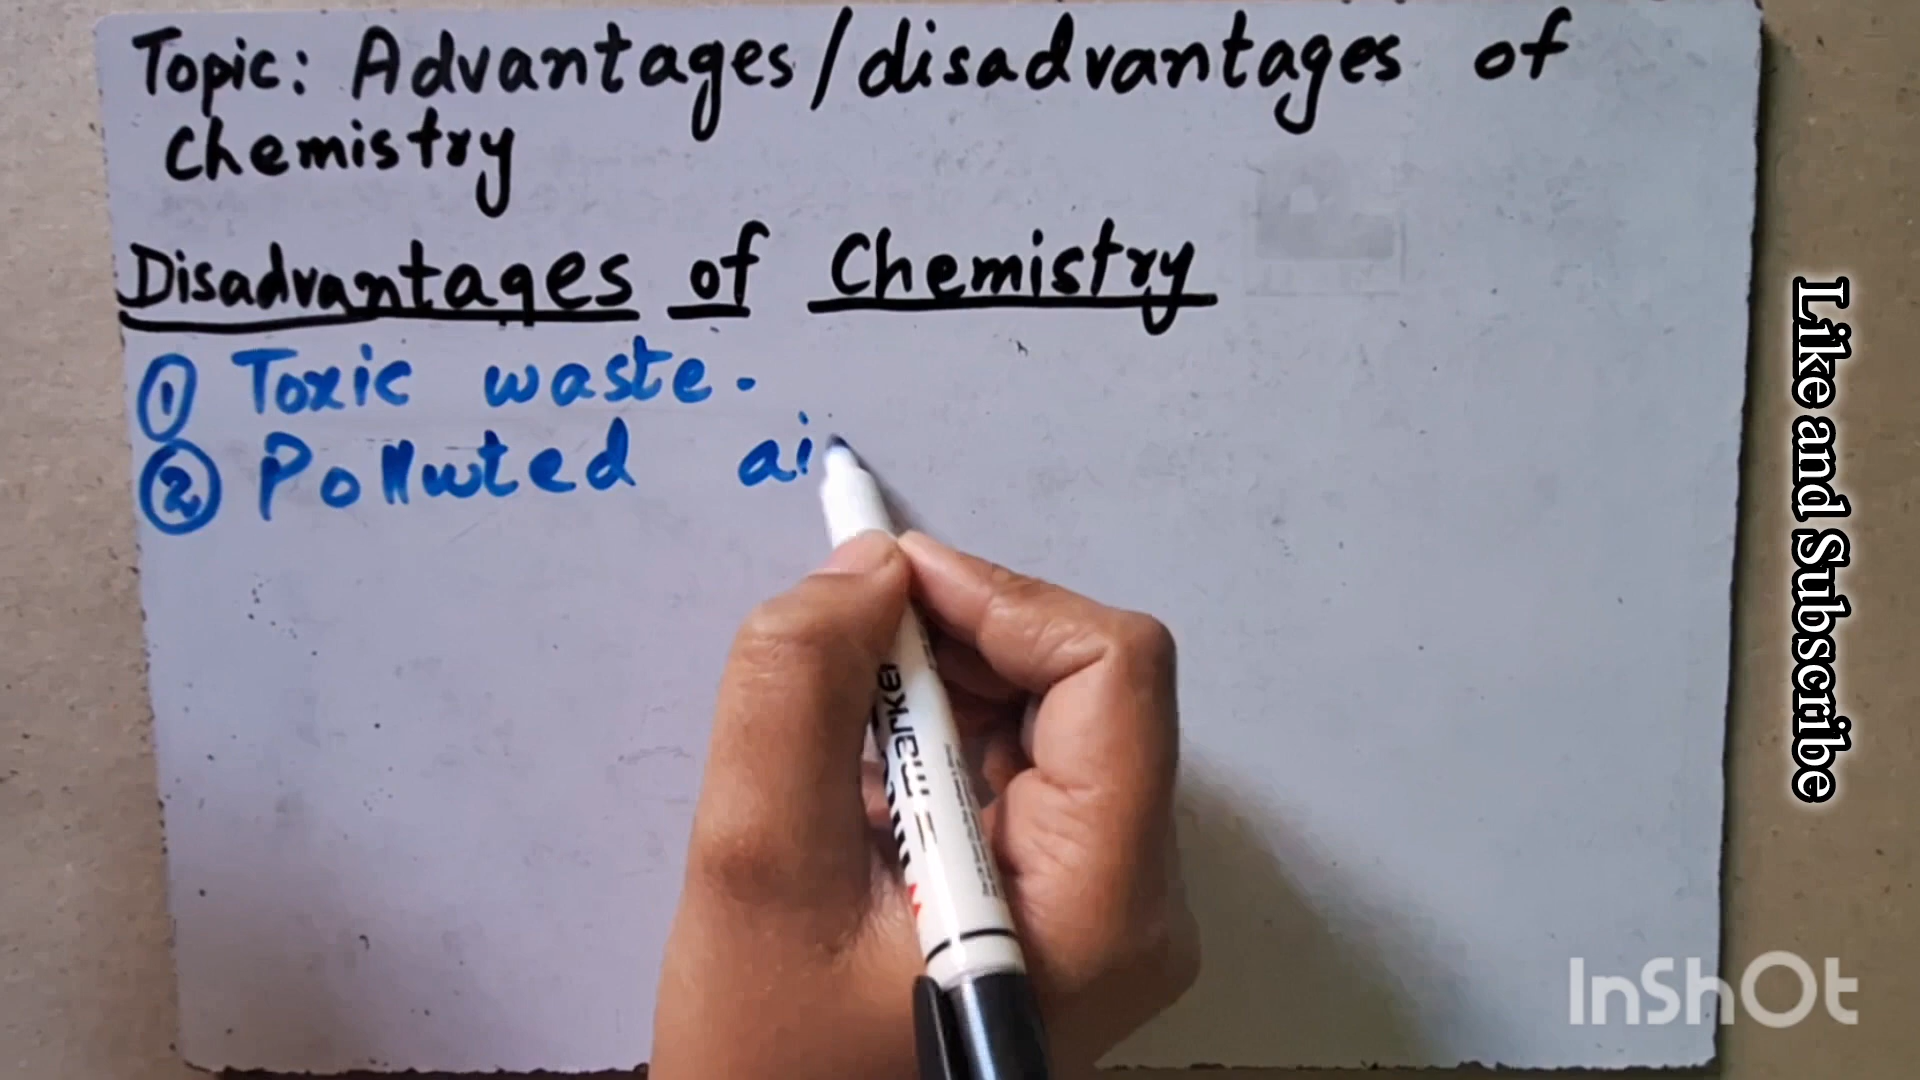 Topic: Advantages/disadvantages of
Chemistry
Disadvantages of Chemistry
① Toxic waste.
② Polluted ai
marker
Like and Subscribe
InShOt